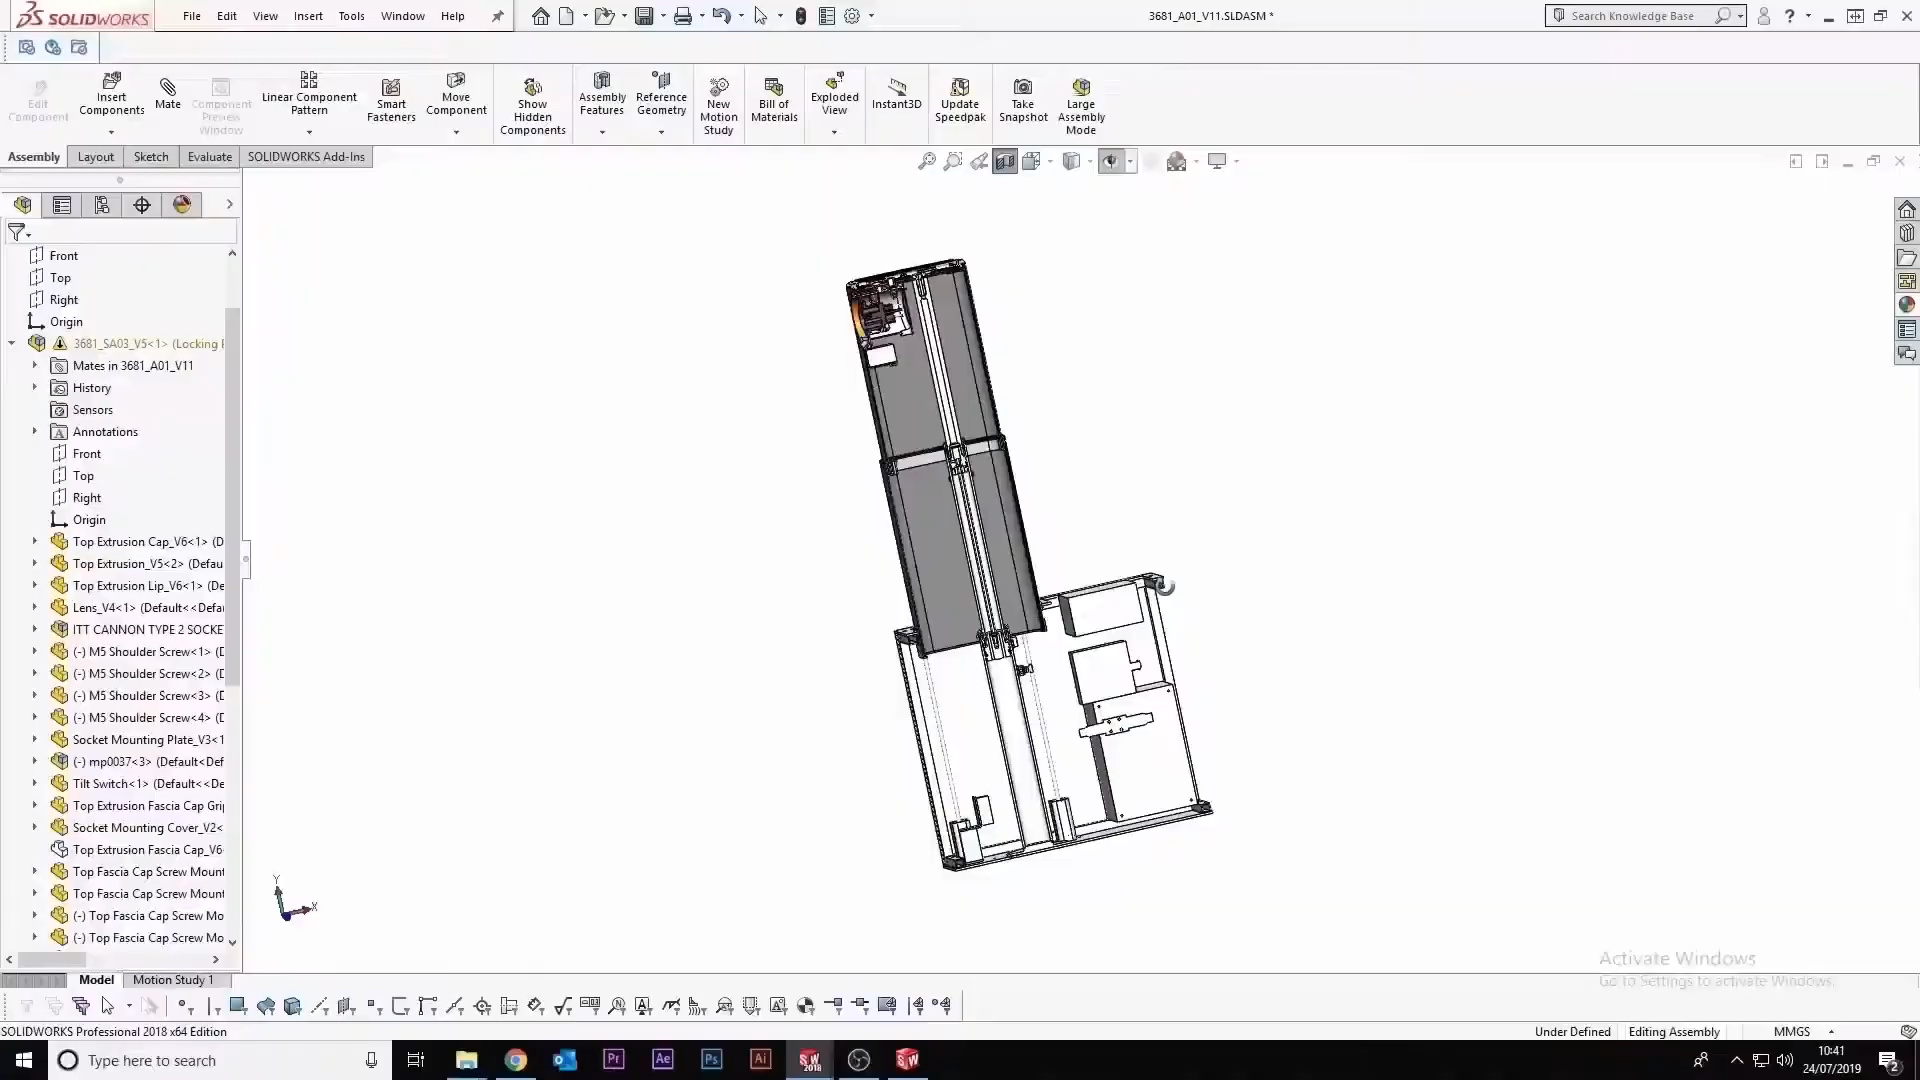 SOLIDWORKS
File Edit View Insert Tools Window Help
3681_A01_V11.SLDASM *
Search Knowledge Base
Edit Component
Insert Components
Mate
Component Preview Window
Linear Component Pattern
Smart Fasteners
Move Component
Show Hidden Components
Assembly Features
Reference Geometry
New Motion Study
Bill of Materials
Exploded View
Instant3D
Update Speedpak
Take Snapshot
Large Assembly Mode
Assembly Layout Sketch Evaluate SOLIDWORKS Add-Ins
Front
Top
Right
Origin
3681_SA03_V5<1> (Locking
Mates in 3681_A01_V11
History
Sensors
Annotations
Front
Top
Right
Origin
Top Extrusion Cap_V6<1> (D
Top Extrusion_V5<2> (Defau
Top Extrusion Lip_V6<1> (De
Lens_V4<1> (Default<<Defa
ITT CANNON TYPE 2 SOCKE
(-) M5 Shoulder Screw<1> (D
(-) M5 Shoulder Screw<2> (D
(-) M5 Shoulder Screw<3> (D
(-) M5 Shoulder Screw<4> (D
Socket Mounting Plate_V3<1
(-) mp0037<3> (Default<Def
Tilt Switch<1> (Default<<De
Top Extrusion Fascia Cap Gri
Socket Mounting Cover_V2<
Top Extrusion Fascia Cap_V6
Top Fascia Cap Screw Mount
Top Fascia Cap Screw Mount
(-) Top Fascia Cap Screw Mo
(-) Top Fascia Cap Screw Mo
Y
X
Activate Windows
Go to Settings to activate Windows.
Model Motion Study 1
SOLIDWORKS Professional 2018 x64 Edition
Under Defined Editing Assembly MMGS
Type here to search
Pr Ae Ps Ai SW 2018 SW
10:41
24/07/2019
2